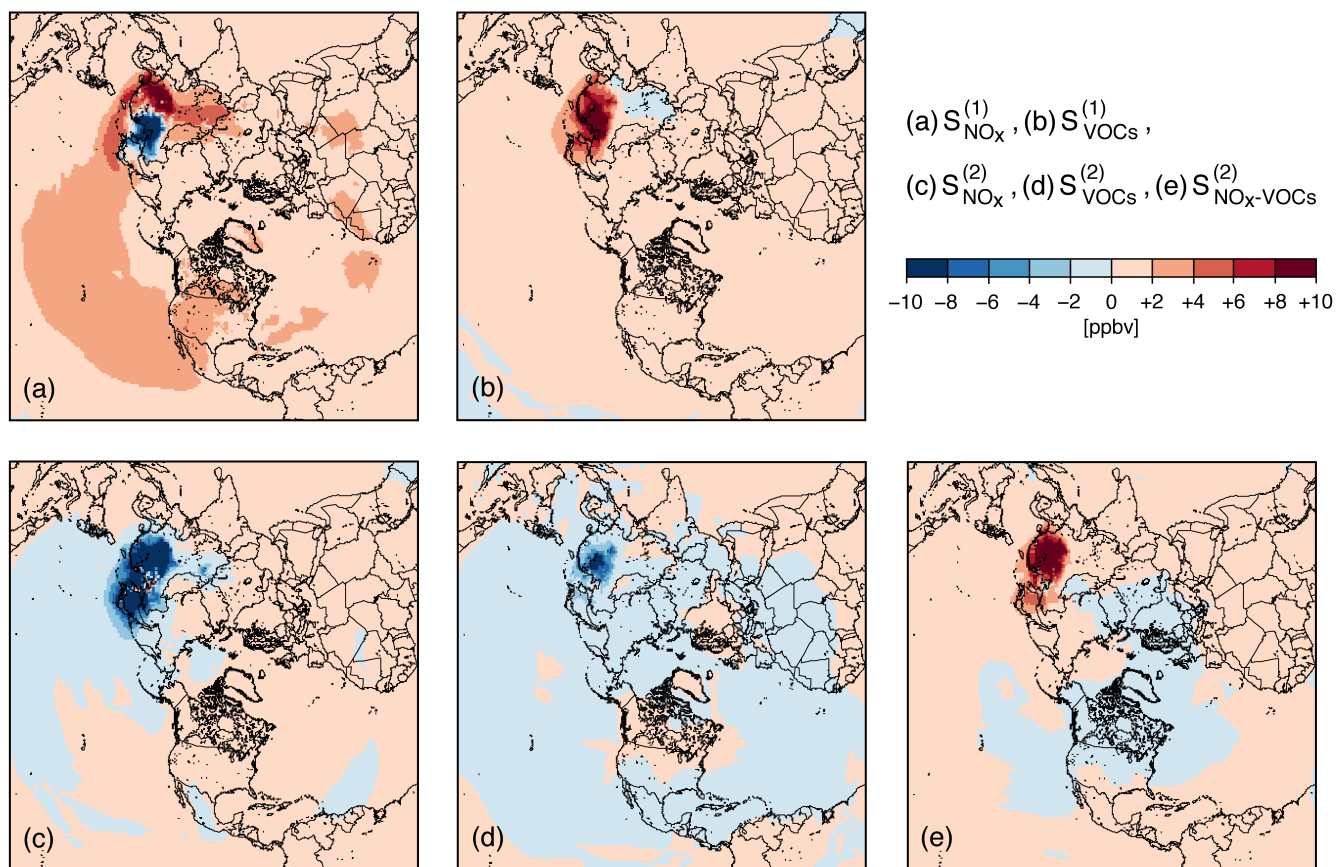 (a) S^(1)_NOx , (b) S^(1)_VOCs ,
(c) S^(2)_NOx , (d) S^(2)_VOCs , (e) S^(2)_NOx-VOCs
−10 −8 −6 −4 −2 0 +2 +4 +6 +8 +10
[ppbv]
(a)
(b)
(c)
(d)
(e)